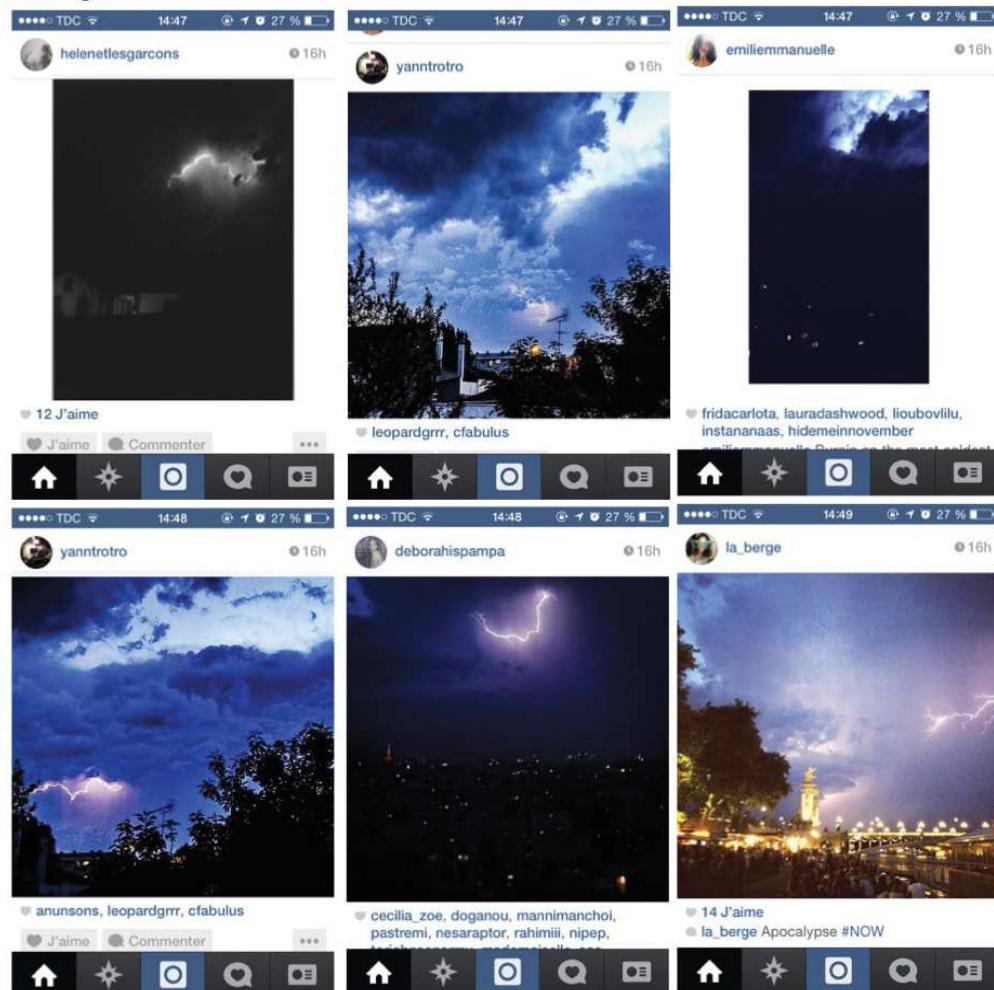 TDC 14:47 27 %
helenetlesgarcons 16h
12 J'aime
J'aime Commenter
TDC 14:47 27 %
yanntrotro 16h
leopardgrrr, cfabulus
TDC 14:47 27 %
emiliemmanuelle 16h
fridacarlota, lauradashwood, lioubovlilu,
instananaas, hidemeinnovember
emiliemmanuelle
TDC 14:48 27 %
yanntrotro 16h
anunsons, leopardgrrr, cfabulus
J'aime Commenter
TDC 14:48 27 %
deborahispampa 16h
cecilia_zoe, doganou, mannimanchoi,
pastremi, nesaraptor, rahimiii, nipep,
TDC 14:49 27 %
la_berge 16h
14 J'aime
la_berge Apocalypse #NOW